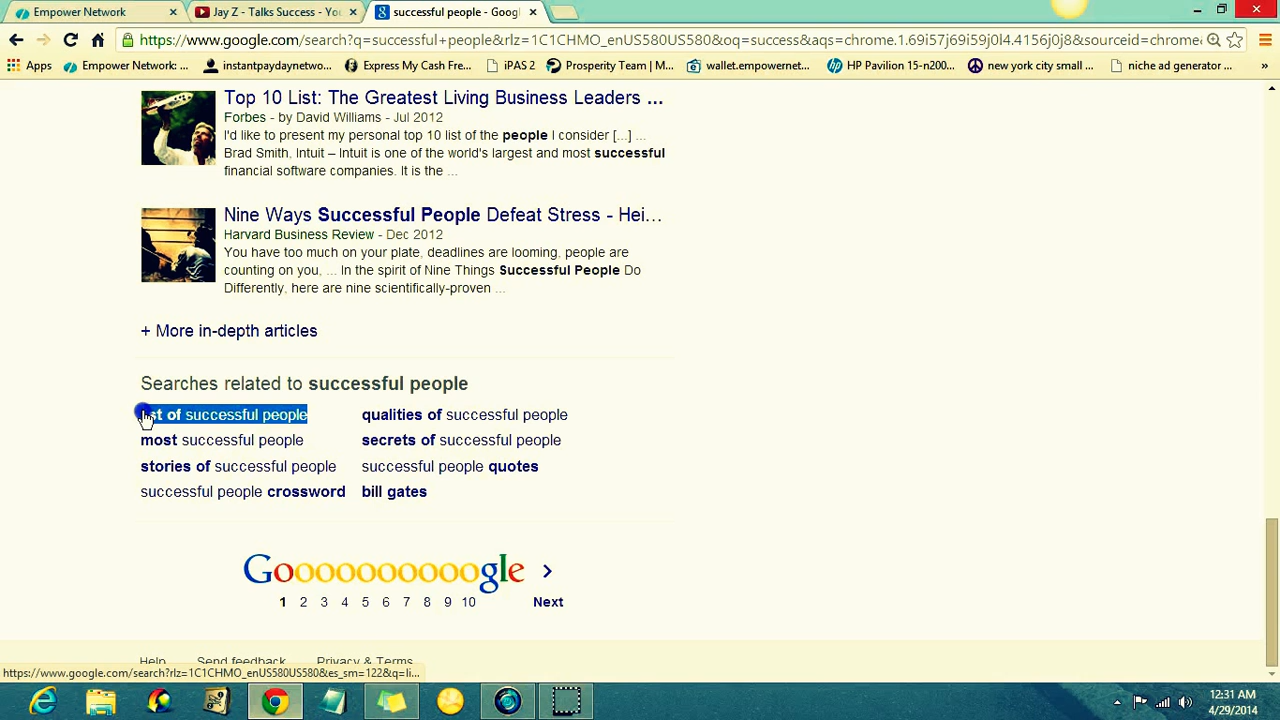 Empower Network
Jay Z - Talks Success - Yo
successful people - Googl
https://www.google.com/search?q=successful+people&rlz=1C1CHMO_enUS580US580&oq=success&aqs=chrome.1.69i57j69i59j0l4.4156j0j8&sourceid=chrome
Apps
Empower Network:
instantpaydaynetwo...
Express My Cash Fre...
iPAS 2
Prosperity Team | M...
wallet.empowernet...
HP Pavilion 15-n200...
new york city small ...
niche ad generator ...
»
Top 10 List: The Greatest Living Business Leaders ...
Forbes - by David Williams - Jul 2012
I'd like to present my personal top 10 list of the people I consider [...] ...
Brad Smith, Intuit – Intuit is one of the world's largest and most successful
financial software companies. It is the ...
Nine Ways Successful People Defeat Stress - Hei...
Harvard Business Review - Dec 2012
You have too much on your plate, deadlines are looming, people are
counting on you, ... In the spirit of Nine Things Successful People Do
Differently, here are nine scientifically-proven ...
+ More in-depth articles
Searches related to successful people
list of successful people
qualities of successful people
most successful people
secrets of successful people
stories of successful people
successful people quotes
successful people crossword
bill gates
Goooooooooogle
1 2 3 4 5 6 7 8 9 10 Next
Help Send feedback Privacy & Terms
https://www.google.com/search?rlz=1C1CHMO_enUS580US580&es_sm=122&q=li...
12:31 AM
4/29/2014